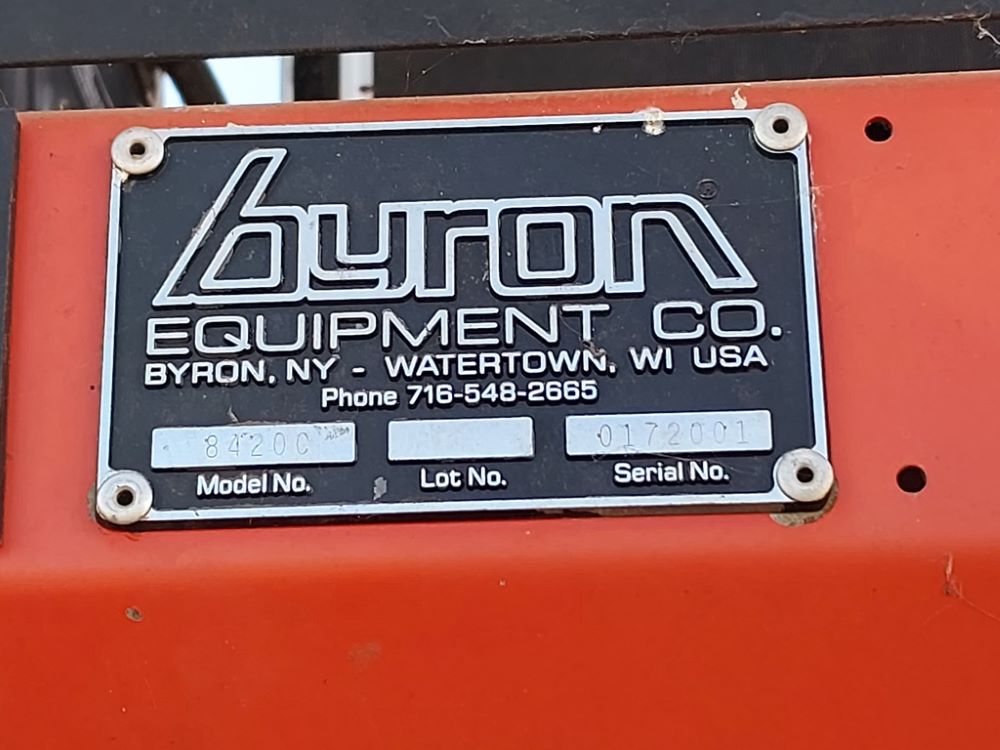 byron
EQUIPMENT CO.
BYRON, NY - WATERTOWN, WI USA
Phone 716-548-2665
8420C 0172001
Model No. Lot No. Serial No.